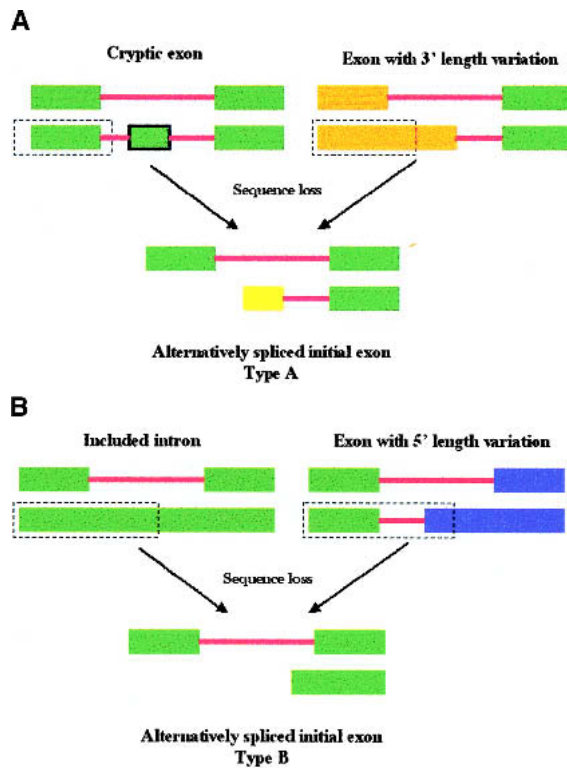 A
Cryptic exon
Exon with 3' length variation
Sequence loss
Alternatively spliced initial exon
Type A
B
Included intron
Exon with 5' length variation
Sequence loss
Alternatively spliced initial exon
Type B